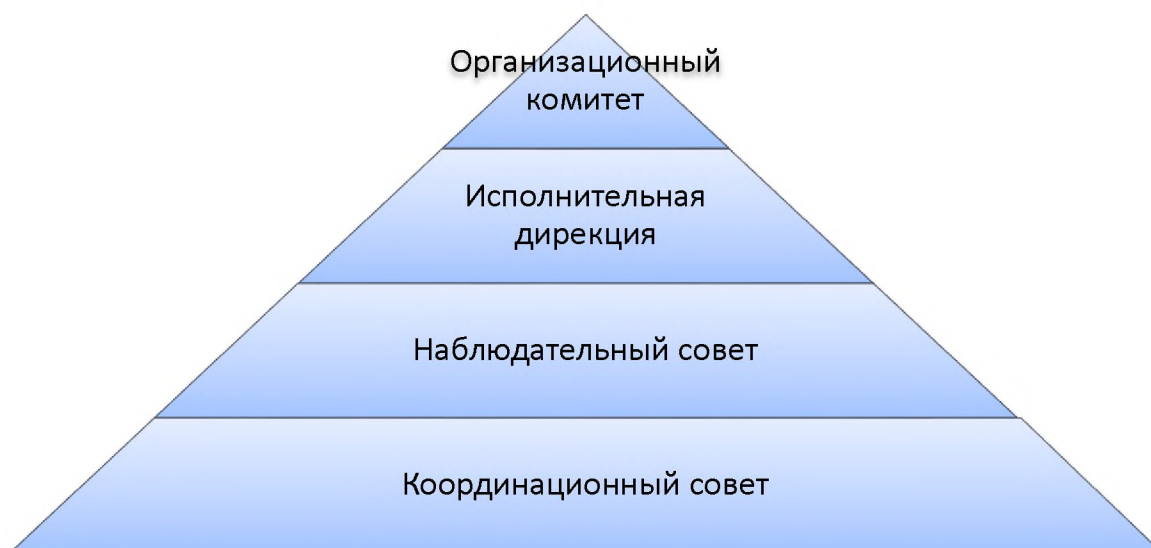 Организационный
комитет
Исполнительная
дирекция
Наблюдательный совет
Координационный совет